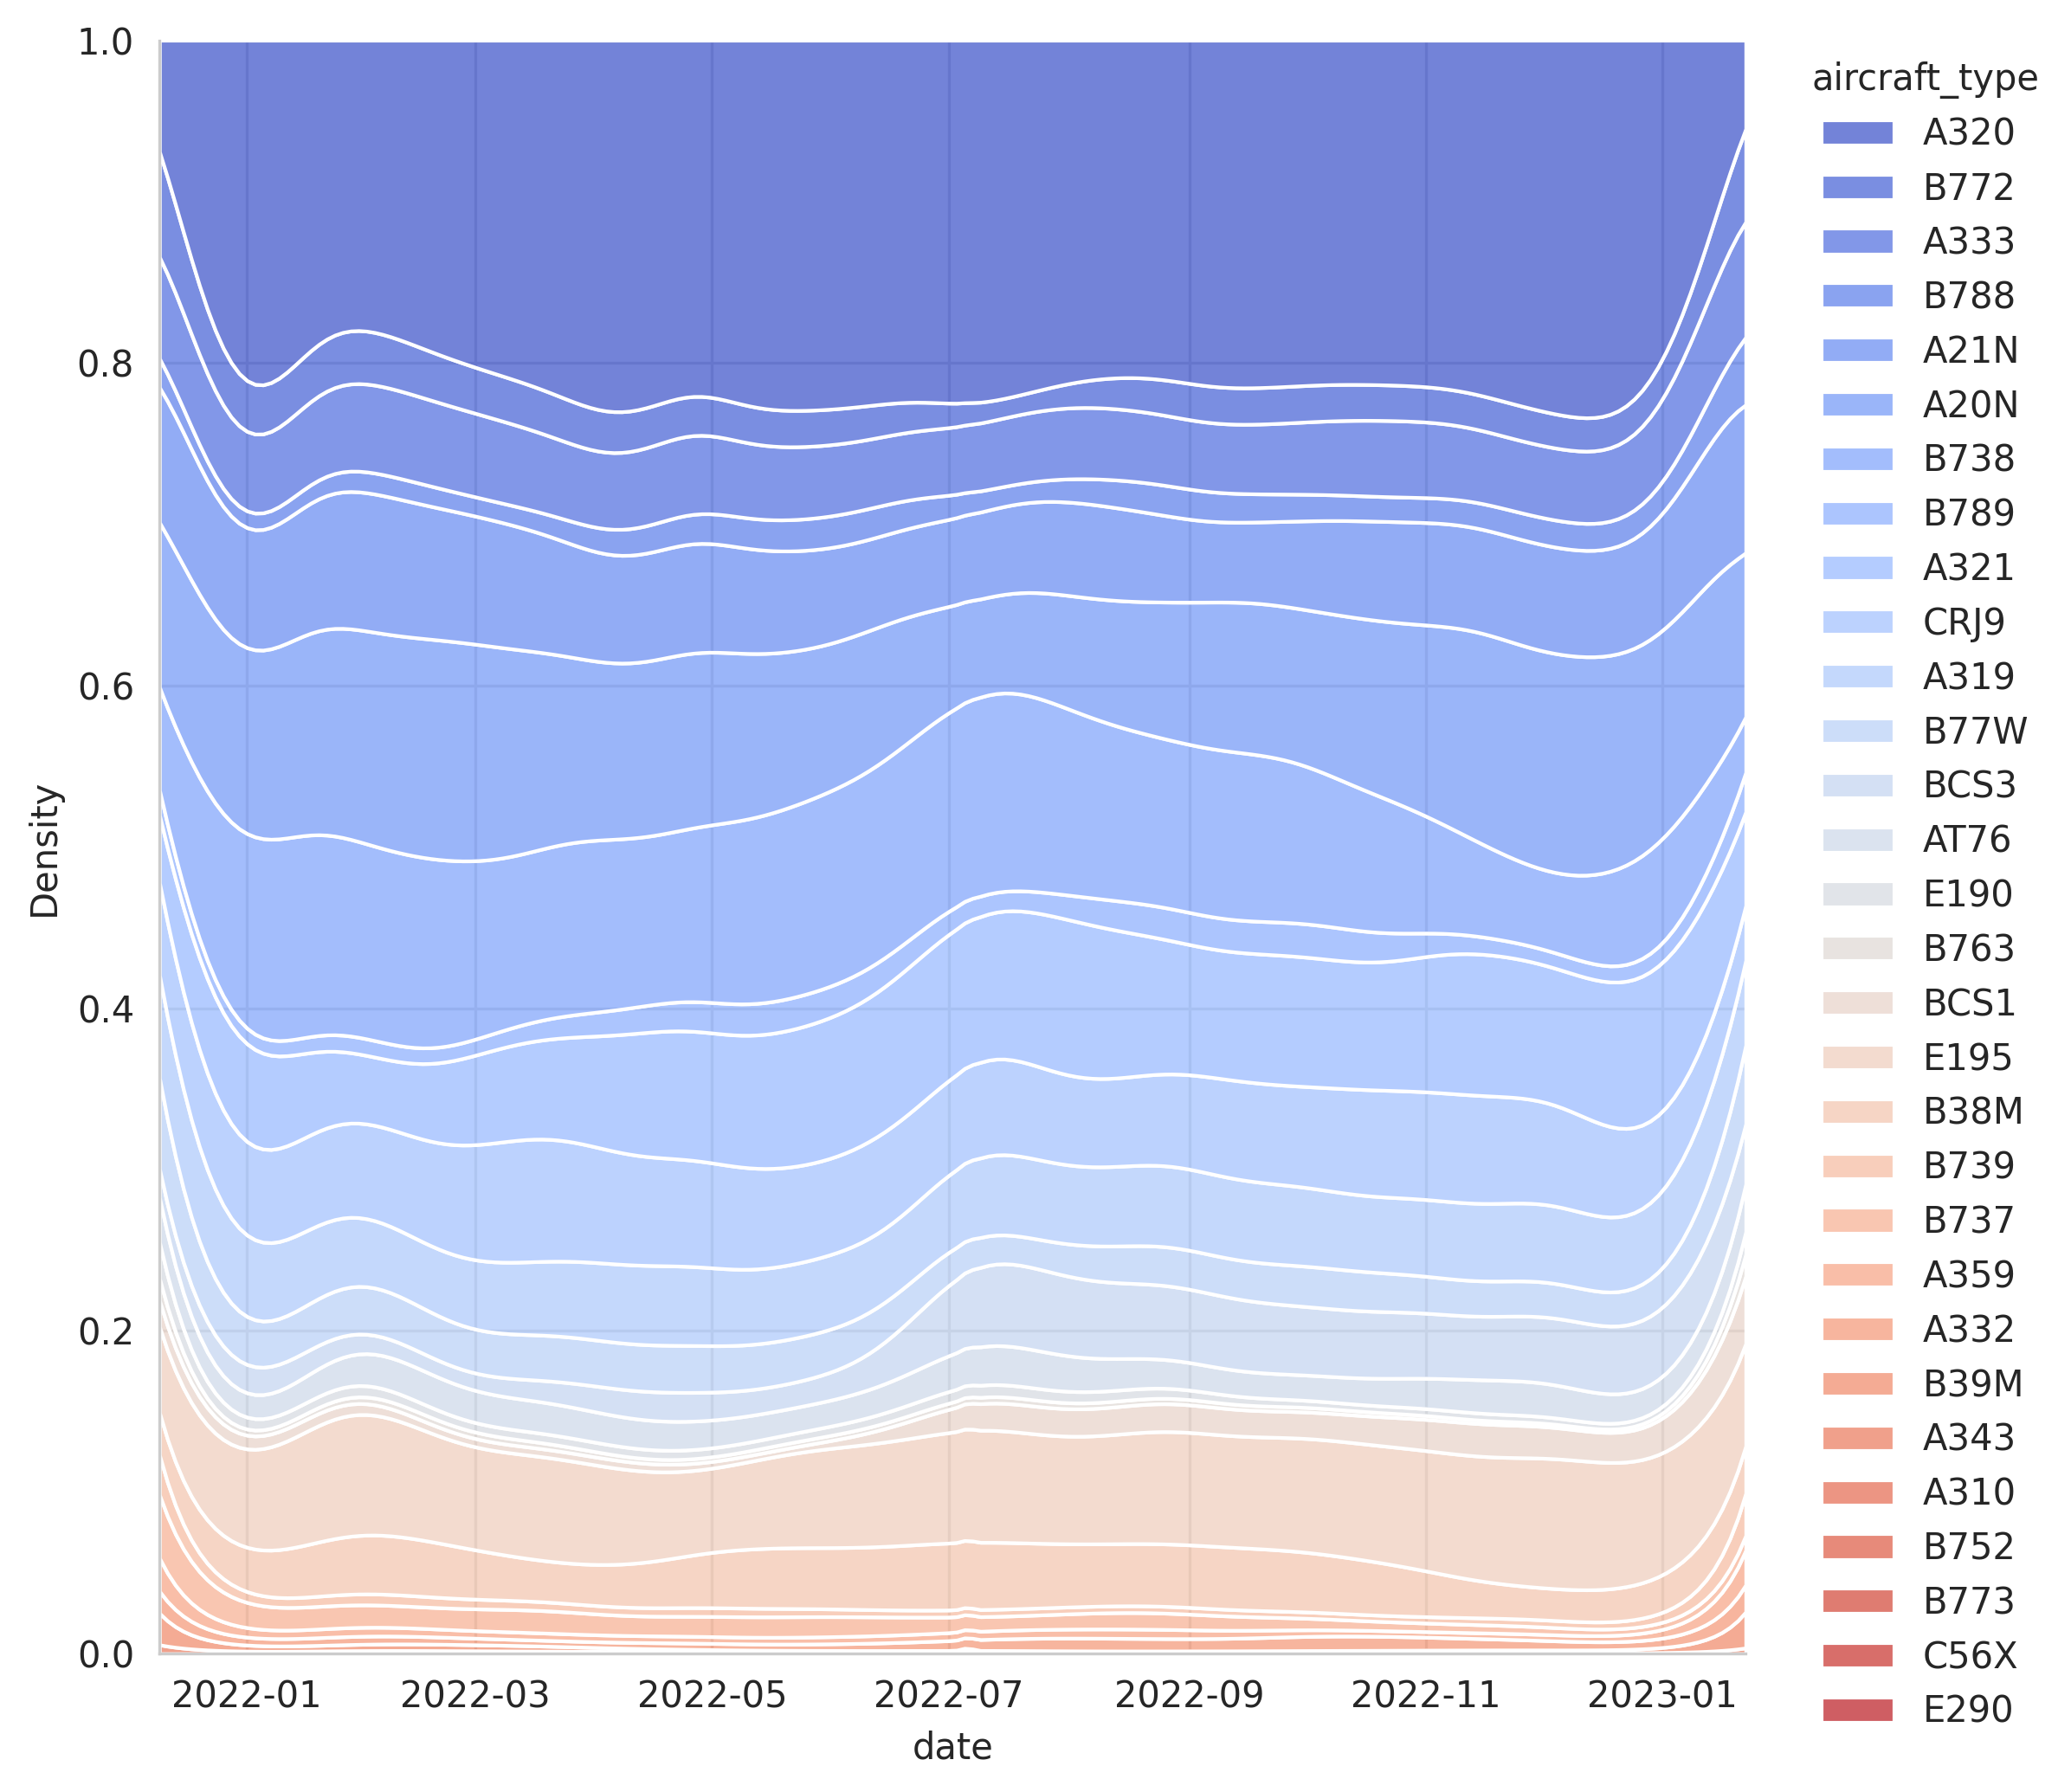 1.0
0.8
0.6
0.4
0.2
0.0
Density
2022-01
2022-03
2022-05
2022-07
2022-09
2022-11
2023-01
date
aircraft_type
A320
B772
A333
B788
A21N
A20N
B738
B789
A321
CRJ9
A319
B77W
BCS3
AT76
E190
B763
BCS1
E195
B38M
B739
B737
A359
A332
B39M
A343
A310
B752
B773
C56X
E290